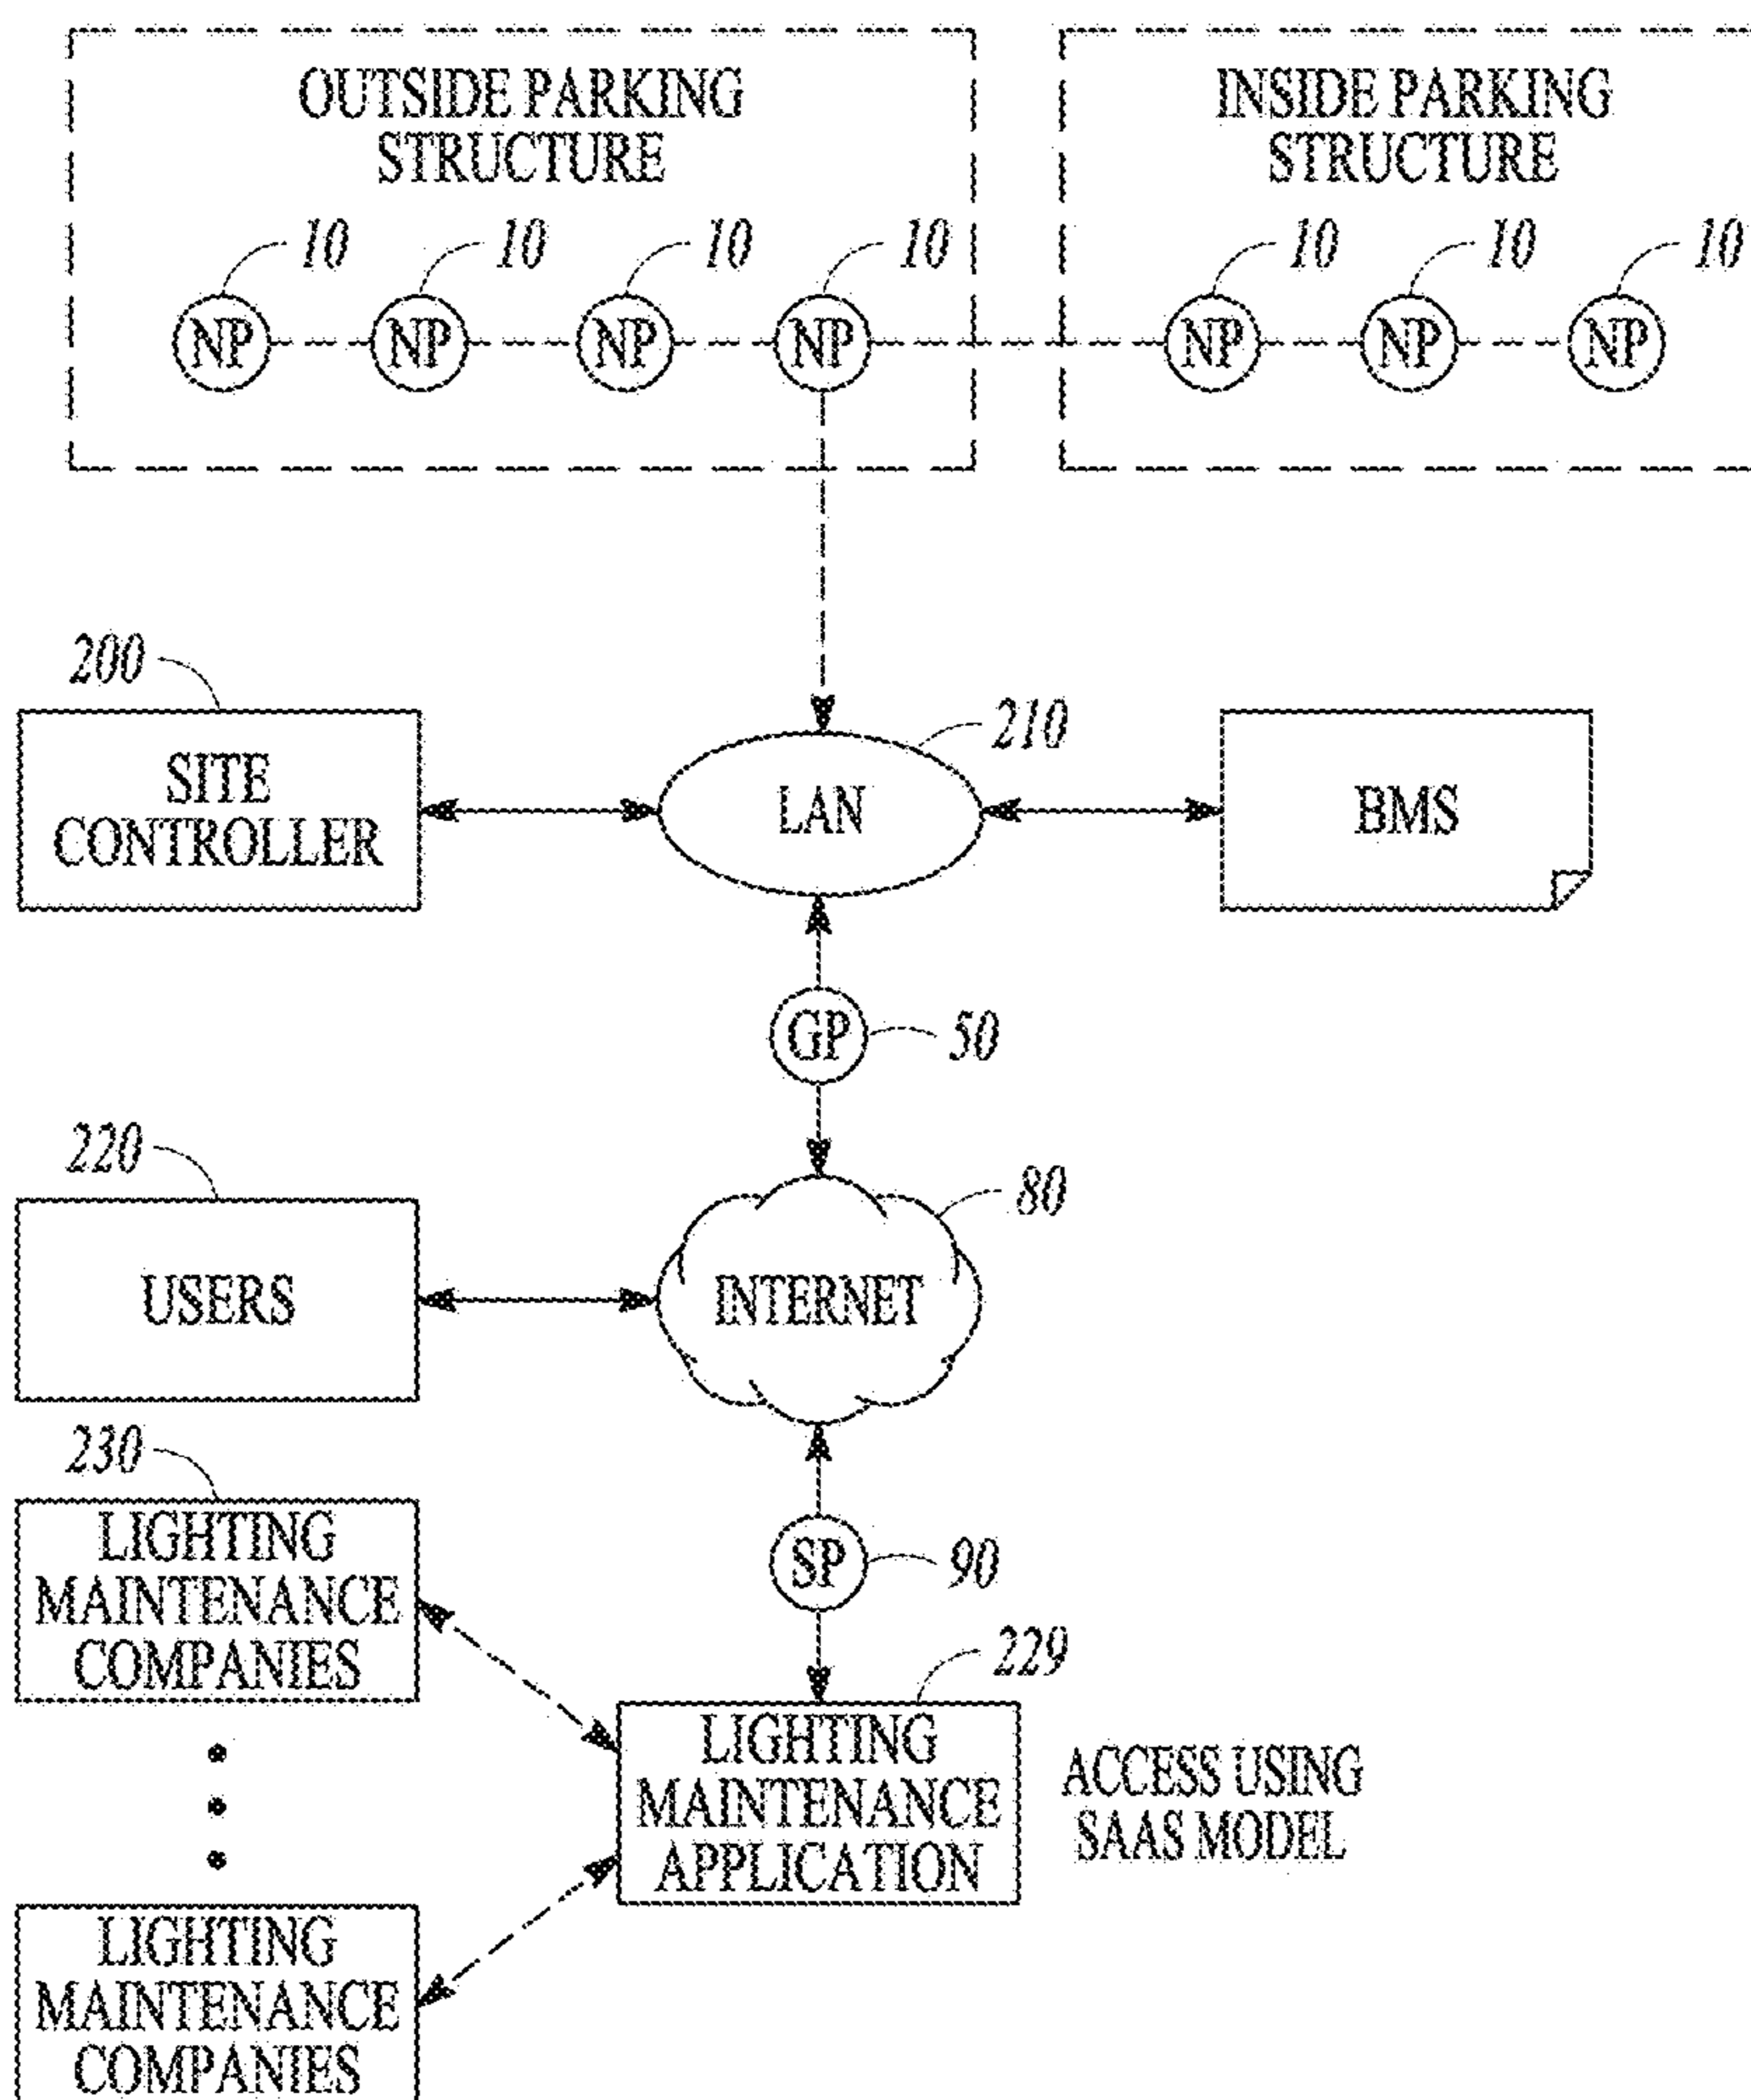 OUTSIDE PARKING
STRUCTURE
INSIDE PARKING
STRUCTURE
10
10
10
10
10
10
10
NP
NP
NP
NP
NP
NP
NP
200
SITE
CONTROLLER
210
LAN
BMS
GP
50
220
USERS
80
INTERNET
230
LIGHTING
MAINTENANCE
COMPANIES
SP
90
229
LIGHTING
MAINTENANCE
APPLICATION
ACCESS USING
SAAS MODEL
LIGHTING
MAINTENANCE
COMPANIES